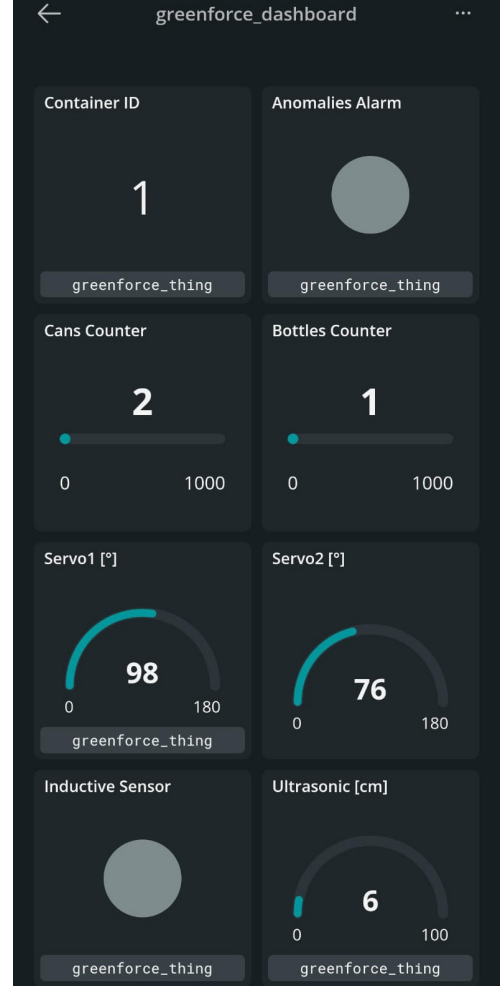 greenforce_dashboard
Container ID
1
greenforce_thing
Anomalies Alarm
greenforce_thing
Cans Counter
2
0 1000
Bottles Counter
1
0 1000
Servo1 [°]
98
0 180
greenforce_thing
Servo2 [°]
76
0 180
Inductive Sensor
greenforce_thing
Ultrasonic [cm]
6
0 100
greenforce_thing